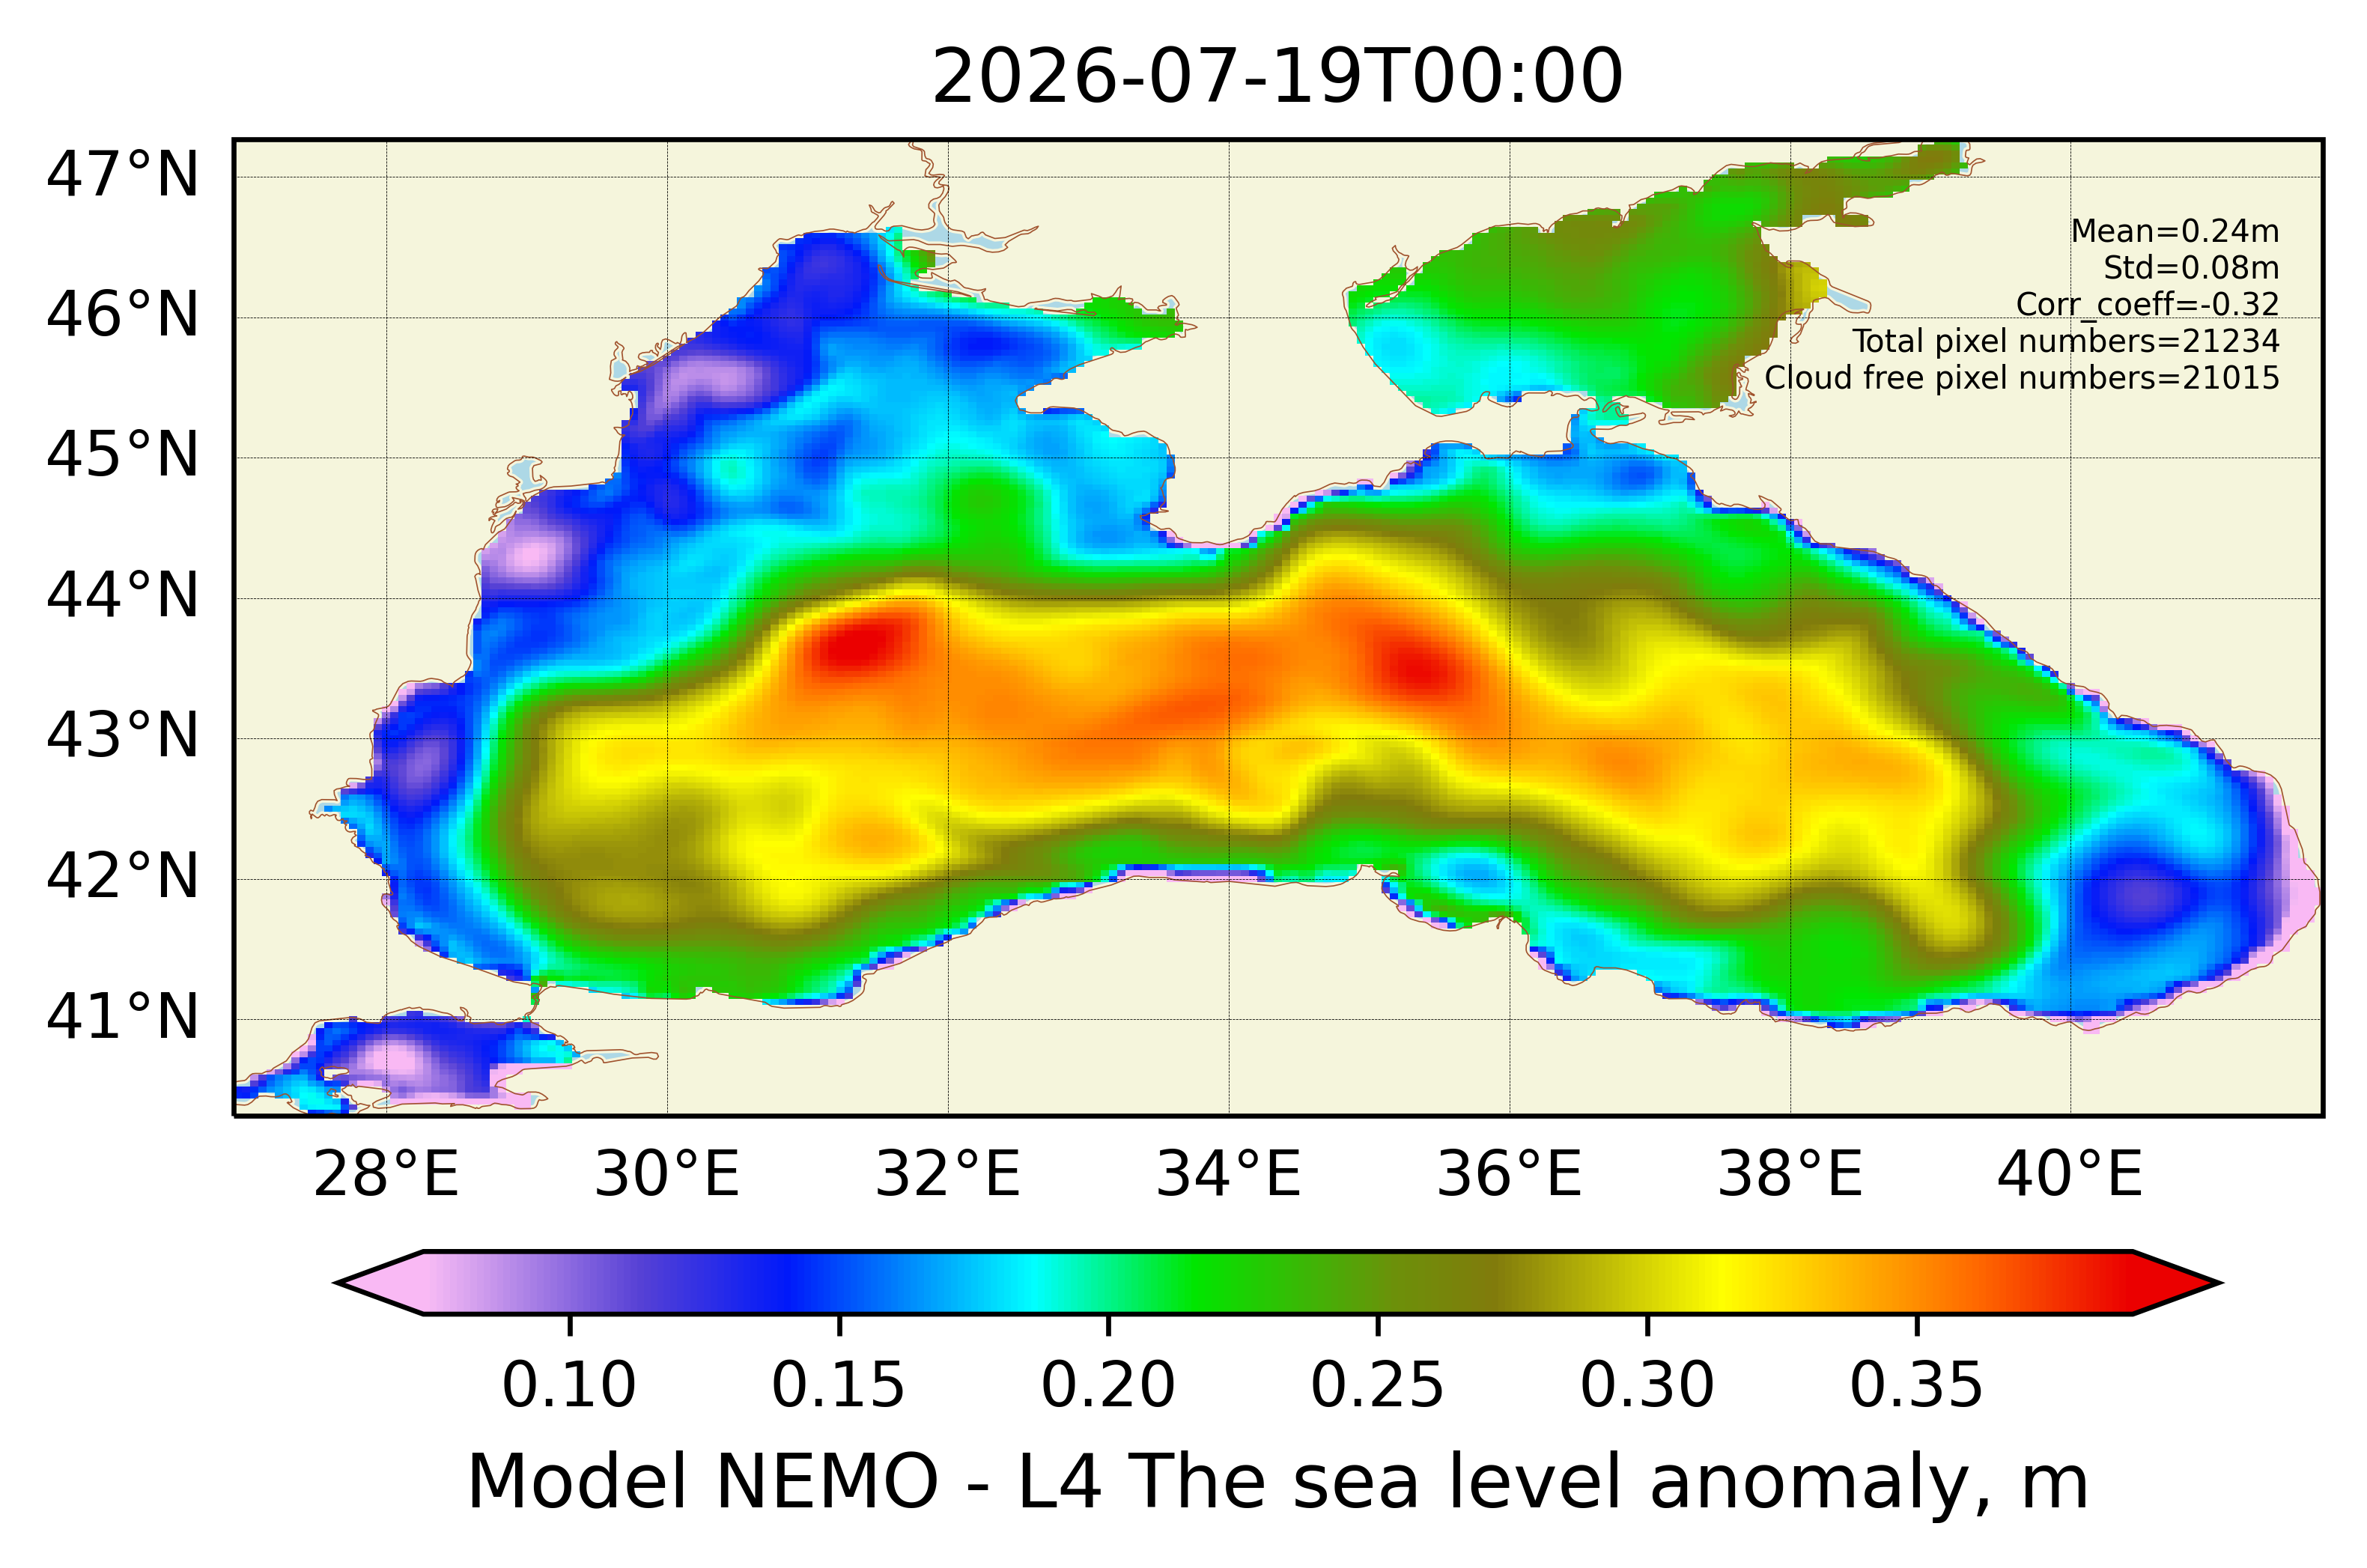 2026-07-19T00:00
47°N
46°N
45°N
44°N
43°N
42°N
41°N
Mean=0.24m
Std=0.08m
Corr_coeff=-0.32
Total pixel numbers=21234
Cloud free pixel numbers=21015
28°E 30°E 32°E 34°E 36°E 38°E 40°E
0.10 0.15 0.20 0.25 0.30 0.35
Model NEMO - L4 The sea level anomaly, m